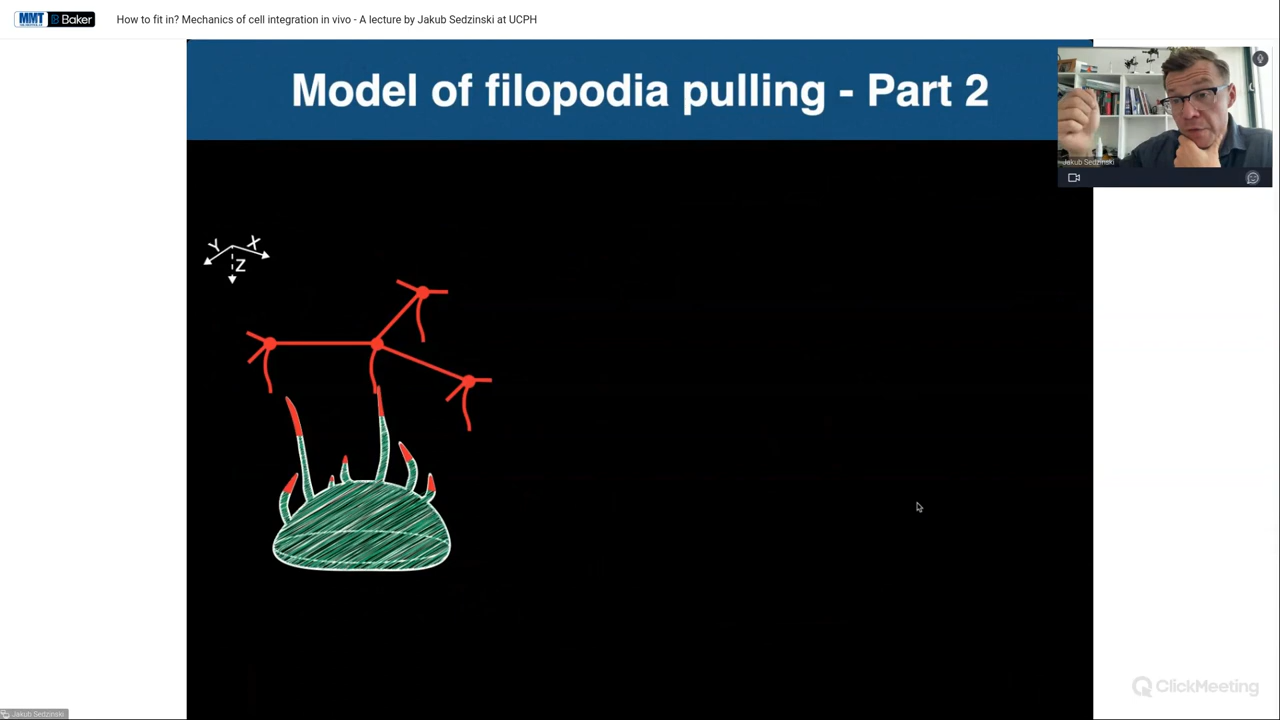 MMT Baker
How to fit in? Mechanics of cell integration in vivo - A lecture by Jakub Sedzinski at UCPH
Model of filopodia pulling - Part 2
Jakub Sedzinski
Y X
Z
ClickMeeting
Jakub Sedzinski